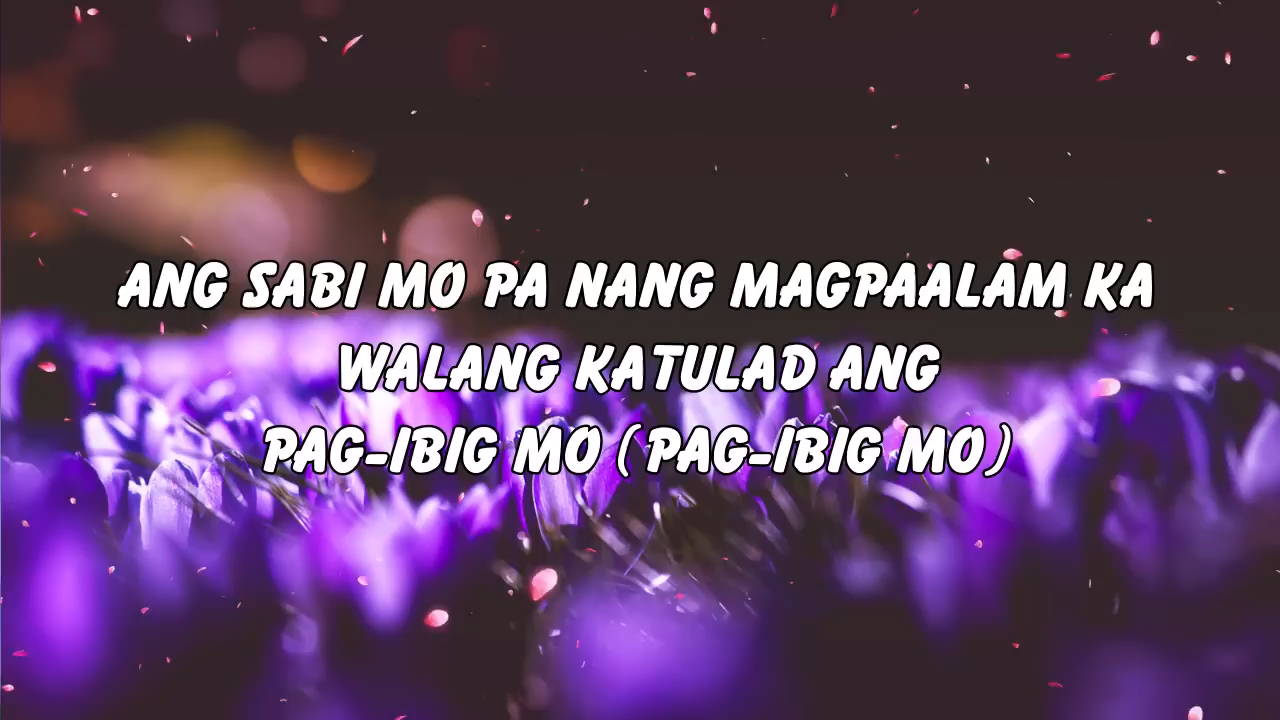 ANG SABI MO PA NANG MAGPAALAM KA
WALANG KATULAD ANG
PAG-IBIG MO (PAG-IBIG MO)